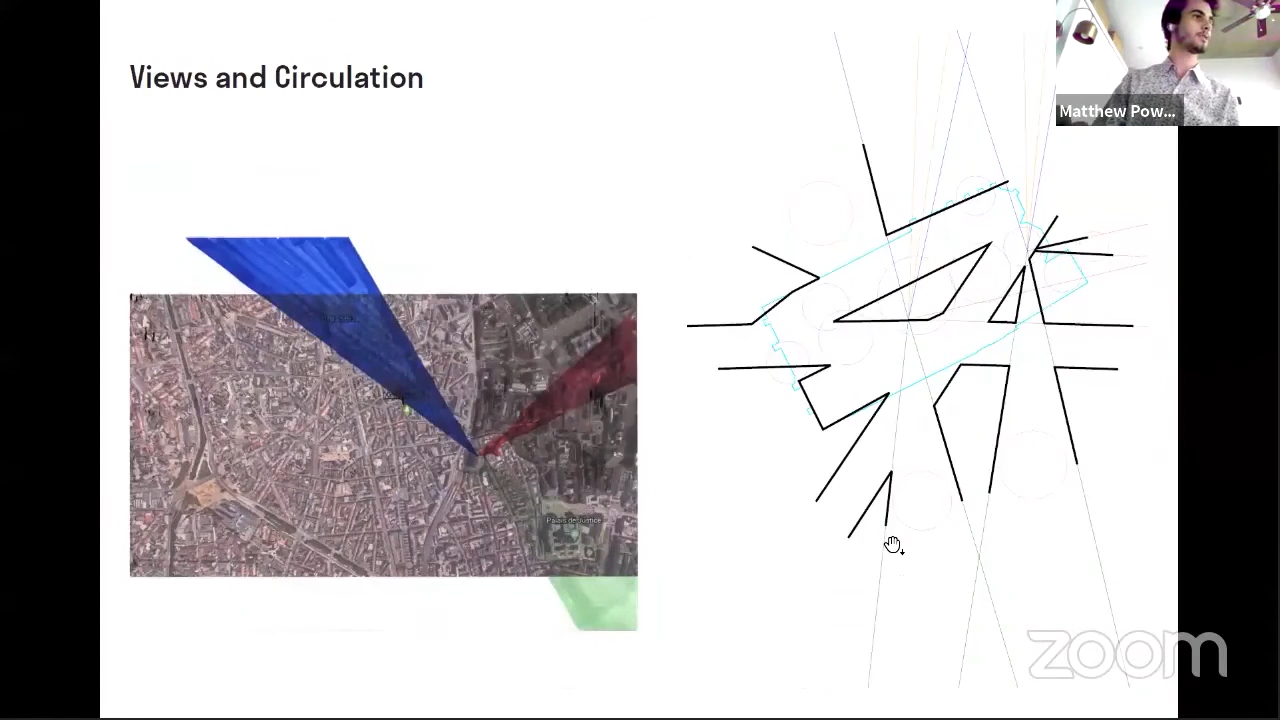 Views and Circulation
Matthew Pow...
Palais de Justice
zoom